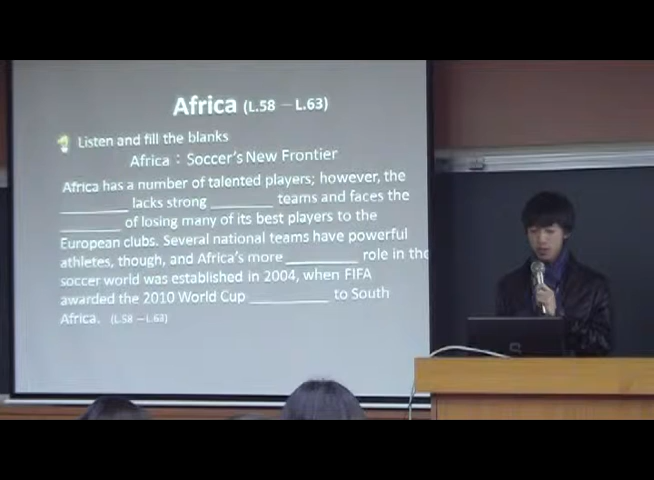 Africa (L.58 －L.63)
Listen and fill the blanks
Africa：Soccer's New Frontier
Africa has a number of talented players; however, the
__________ lacks strong _________ teams and faces the
_________ of losing many of its best players to the
European clubs. Several national teams have powerful
athletes, though, and Africa's more __________ role in the
soccer world was established in 2004, when FIFA
awarded the 2010 World Cup ___________ to South
Africa. (L.58 －L.63)